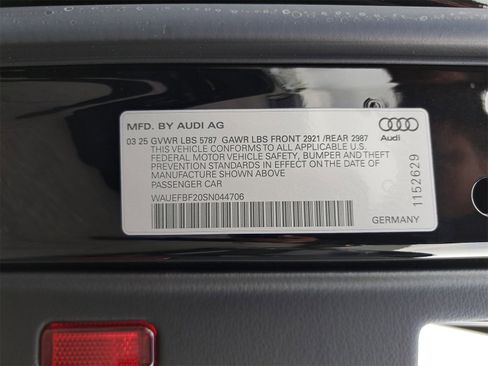 MFD. BY AUDI AG
03 25 GVWR LBS 5787 GAWR LBS FRONT 2921 /REAR 2987
THIS VEHICLE CONFORMS TO ALL APPLICABLE U.S.
FEDERAL MOTOR VEHICLE SAFETY, BUMPER AND THEFT
PREVENTION STANDARDS IN EFFECT ON THE DATE OF
MANUFACTURE SHOWN ABOVE
PASSENGER CAR
WAUEFBF20SN044706
Audi
1152629
GERMANY